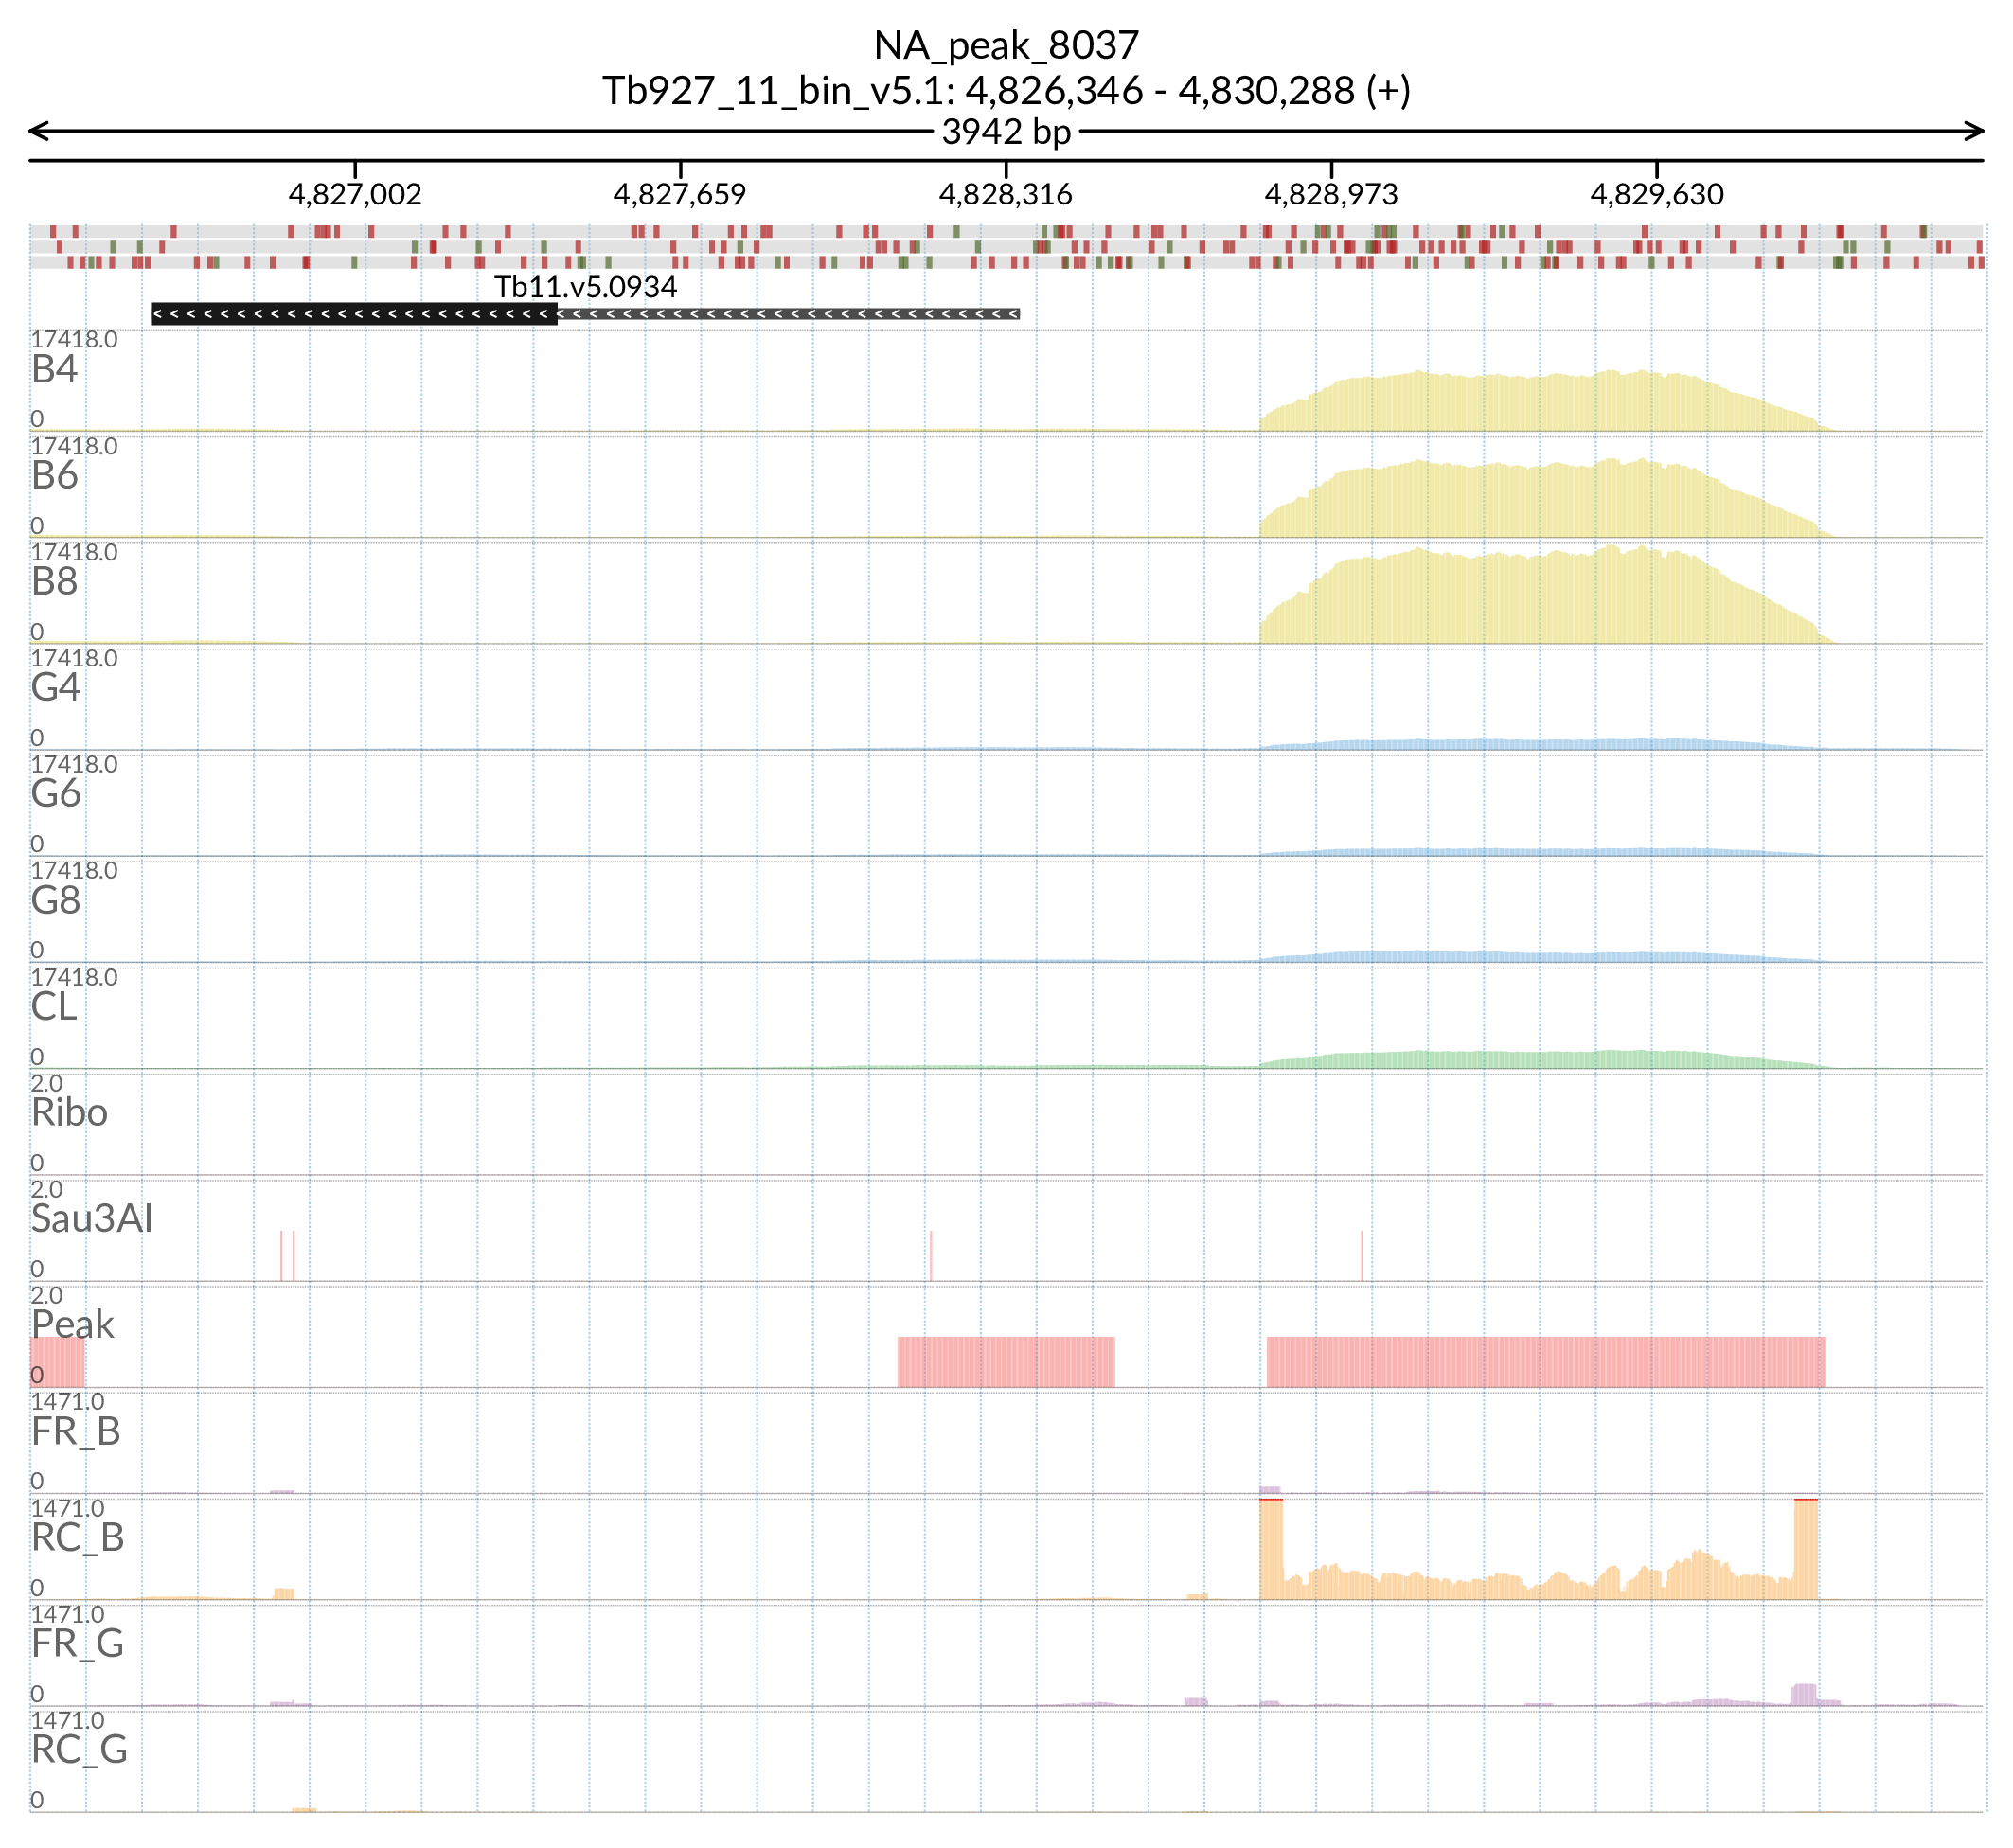 NA_peak_8037
Tb927_11_bin_v5.1: 4,826,346 - 4,830,288 (+)
3942 bp
4,827,002 4,827,659 4,828,316 4,828,973 4,829,630
Tb11.v5.0934
17418.0
B4
0
17418.0
B6
0
17418.0
B8
0
17418.0
G4
0
17418.0
G6
0
17418.0
G8
0
17418.0
CL
0
2.0
Ribo
0
2.0
Sau3AI
0
2.0
Peak
0
1471.0
FR_B
0
1471.0
RC_B
0
1471.0
FR_G
0
1471.0
RC_G
0